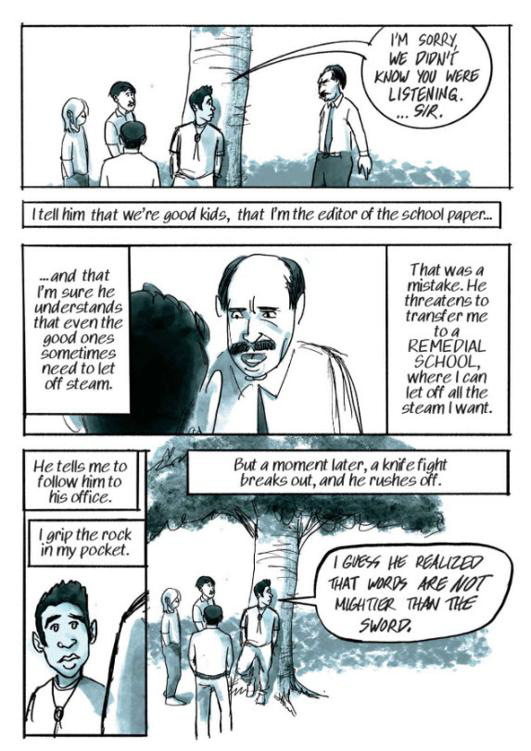 I'M SORRY,
WE DIDN'T
KNOW YOU WERE
LISTENING.
... SIR.
I tell him that we're good kids, that I'm the editor of the school paper...
...and that
I'm sure he
understands
that even the
good ones
sometimes
need to let
off steam.
That was a
mistake. He
threatens to
transfer me
to a
REMEDIAL
SCHOOL,
where I can
let off all the
steam I want.
He tells me to
follow him to
his office.
I grip the rock
in my pocket.
But a moment later, a knife fight
breaks out, and he rushes off.
I GUESS HE REALIZED
THAT WORDS ARE NOT
MIGHTIER THAN THE
SWORD.